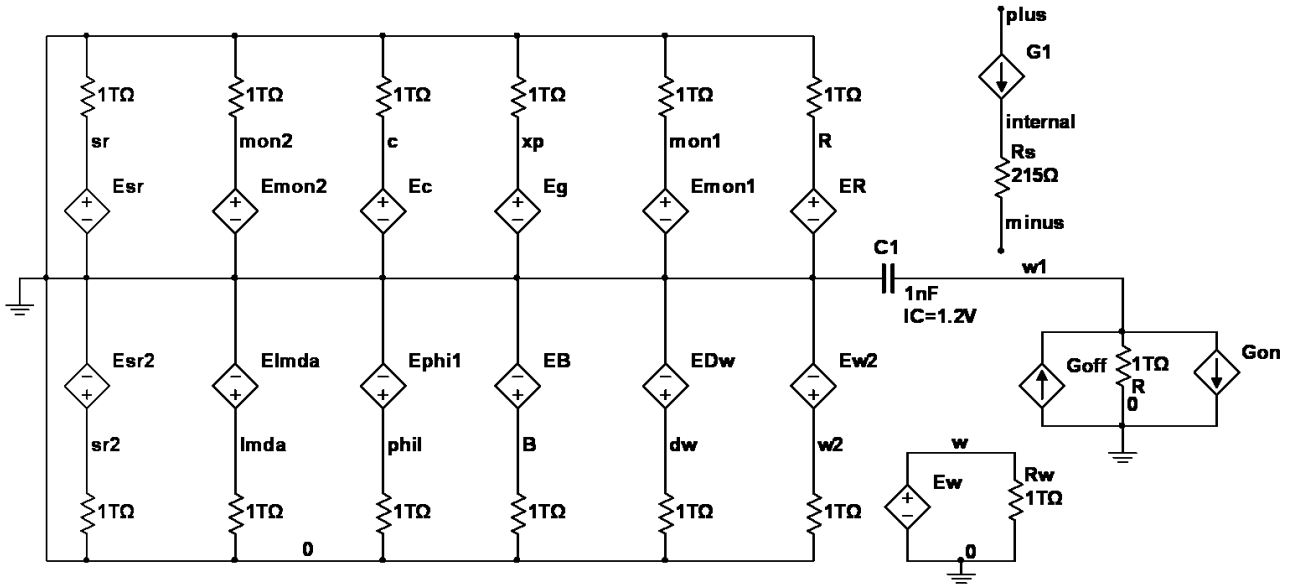 plus
G1
internal
Rs
215Ω
minus
1TΩ 1TΩ 1TΩ 1TΩ 1TΩ 1TΩ
sr mon2 c xp mon1 R
Esr Emon2 Ec Eg Emon1 ER
C1
1nF
IC=1.2V
w1
Esr2 Elmda Ephi1 EB EDw Ew2
Goff 1TΩ Gon
R
0
sr2 lmda phil B dw w2
w
Ew Rw
1TΩ
1TΩ 1TΩ 1TΩ 1TΩ 1TΩ 1TΩ
0
0
+ − + − + − + − + − + −
− + − + − + − + − + − +
+ −